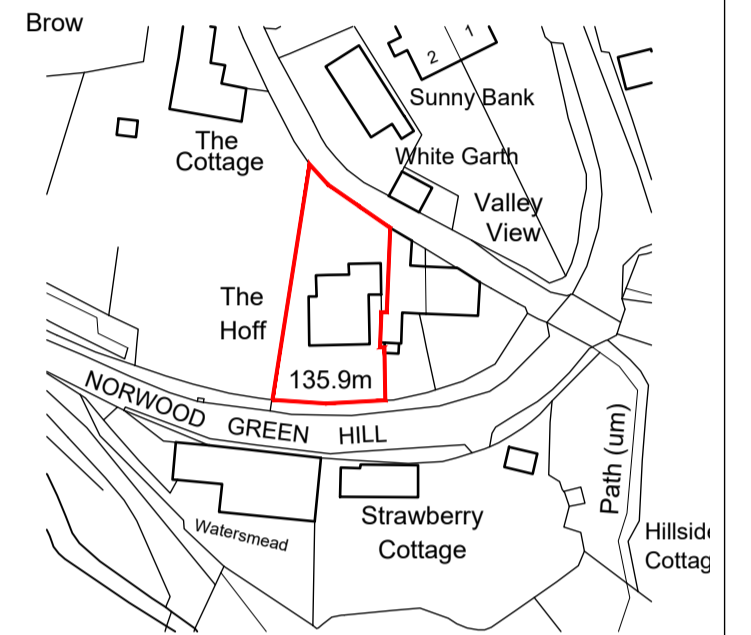 Brow
1
2
Sunny Bank
The
Cottage
White Garth
Valley
View
The
Hoff
135.9m
NORWOOD GREEN HILL
Path (um)
Strawberry
Cottage
Watersmead
Hillside
Cottag